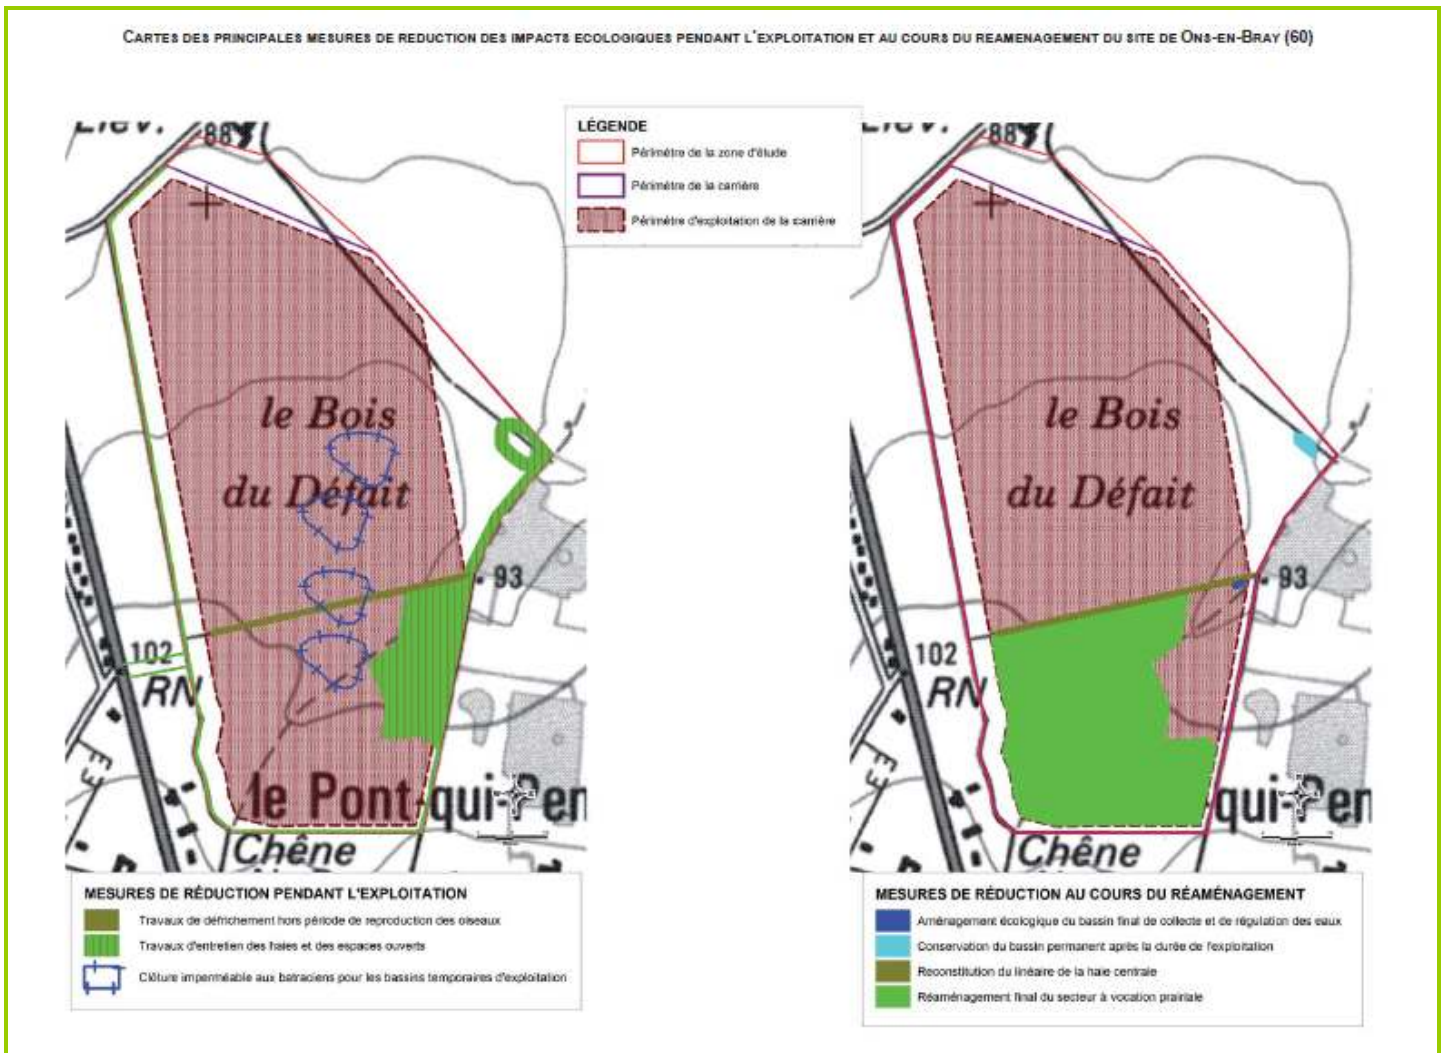 CARTES DES PRINCIPALES MESURES DE REDUCTION DES IMPACTS ECOLOGIQUES PENDANT L'EXPLOITATION ET AU COURS DU REAMENAGEMENT DU SITE DE ONS-EN-BRAY (60)
LÉGENDE
Périmètre de la zone d'étude
Périmètre de la carrière
Périmètre d'exploitation de la carrière
88
le Bois
du Défait
93
102
RN
le Pont-qui-Pen
Chêne
88
le Bois
du Défait
93
102
RN
qui-Pen
Chêne
MESURES DE RÉDUCTION PENDANT L'EXPLOITATION
Travaux de défrichement hors période de reproduction des oiseaux
Travaux d'entretien des haies et des espaces ouverts
Clôture imperméable aux batraciens pour les bassins temporaires d'exploitation
MESURES DE RÉDUCTION AU COURS DU RÉAMÉNAGEMENT
Aménagement écologique du bassin final de collecte et de régulation des eaux
Conservation du bassin permanent après la durée de l'exploitation
Reconstitution du linéaire de la haie centrale
Réaménagement final du secteur à vocation prairiale